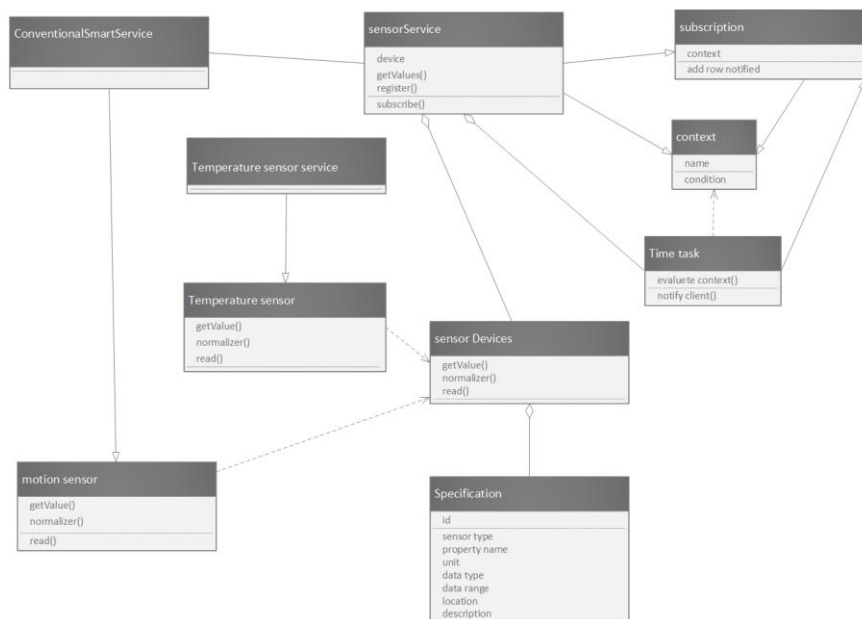 ConventionalSmartService
sensorService
device
getValues()
register()
subscribe()
subscription
context
add row notified
context
name
condition
Temperature sensor service
Time task
evaluete context()
notify client()
Temperature sensor
getValue()
normalizer()
read()
sensor Devices
getValue()
normalizer()
read()
motion sensor
getValue()
normalizer()
read()
Specification
id
sensor type
property name
unit
data type
data range
location
description